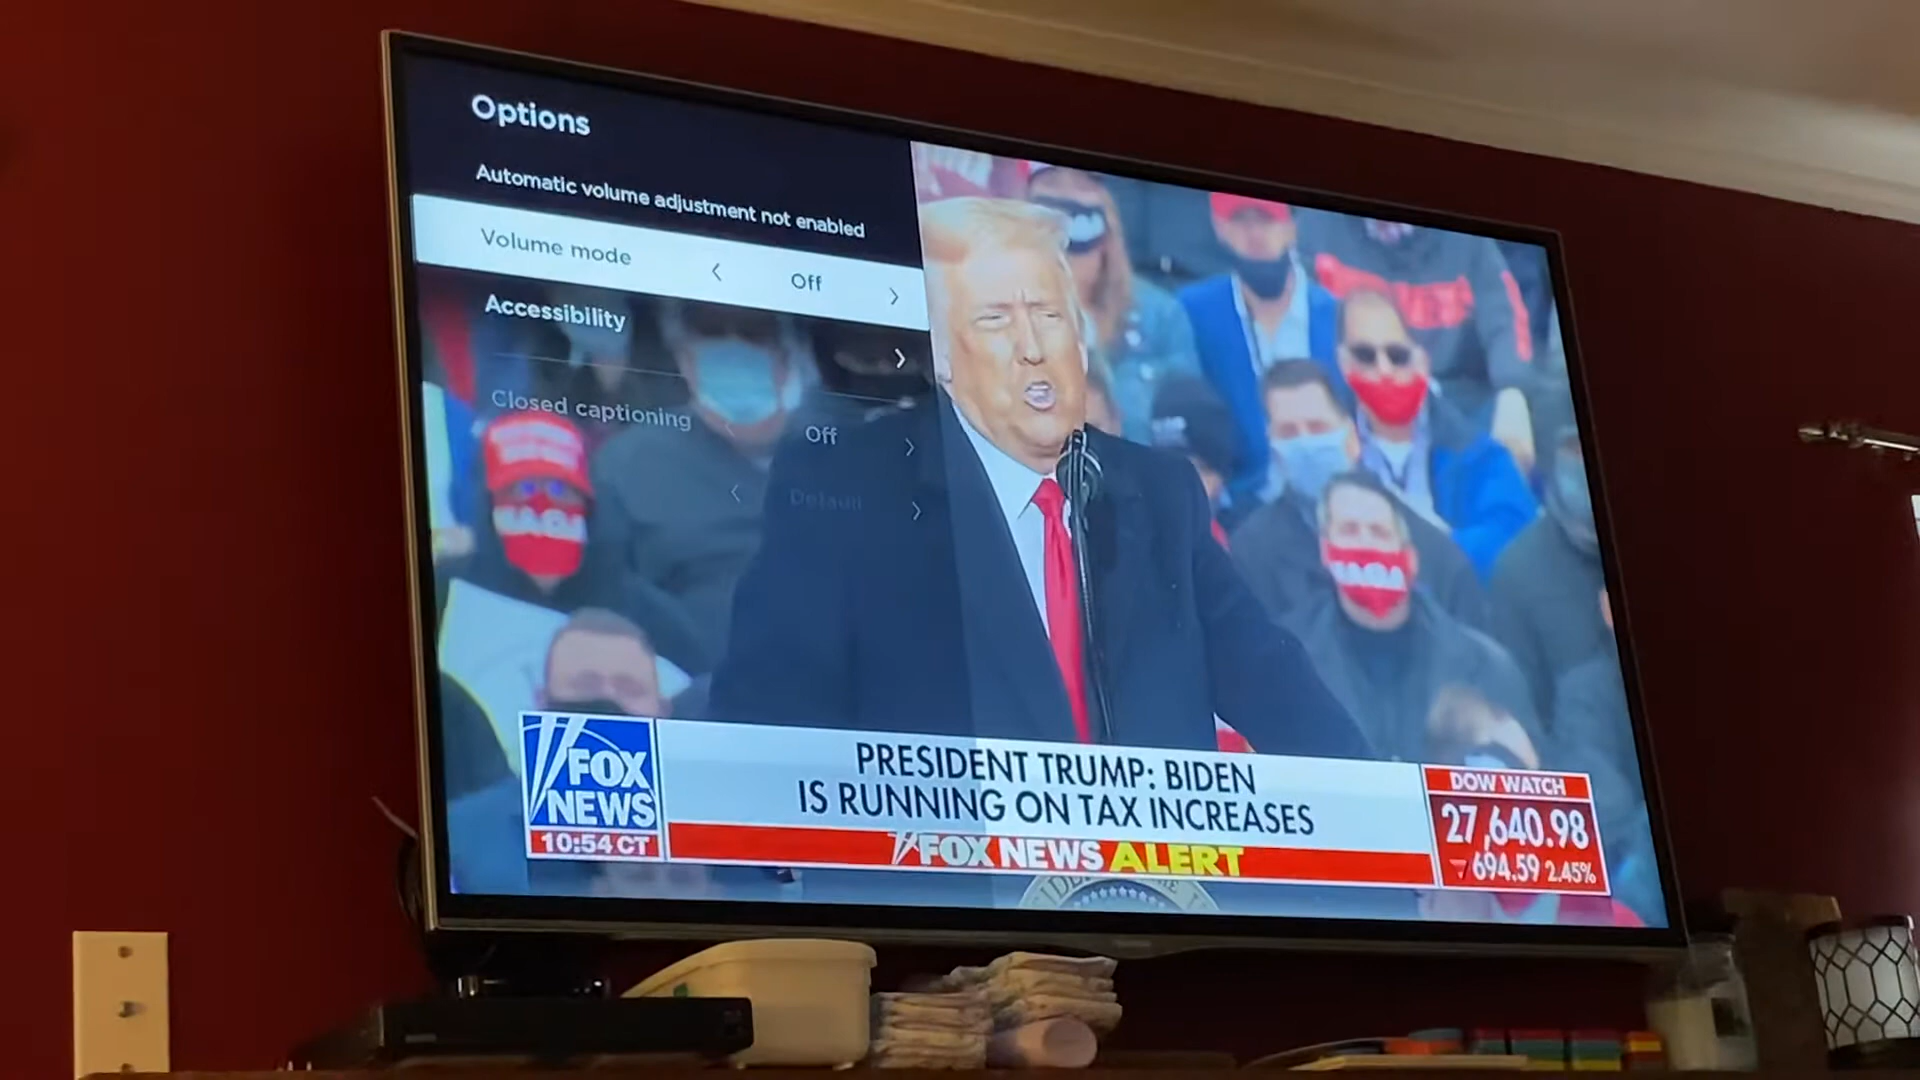 Options
Automatic volume adjustment not enabled
Volume mode
Off
Accessibility
Closed captioning
Off
Default
MAGA
MAGA
FOX
NEWS
10:54 CT
PRESIDENT TRUMP: BIDEN
IS RUNNING ON TAX INCREASES
FOX NEWS ALERT
DOW WATCH
27,640.98
694.59 2.45%